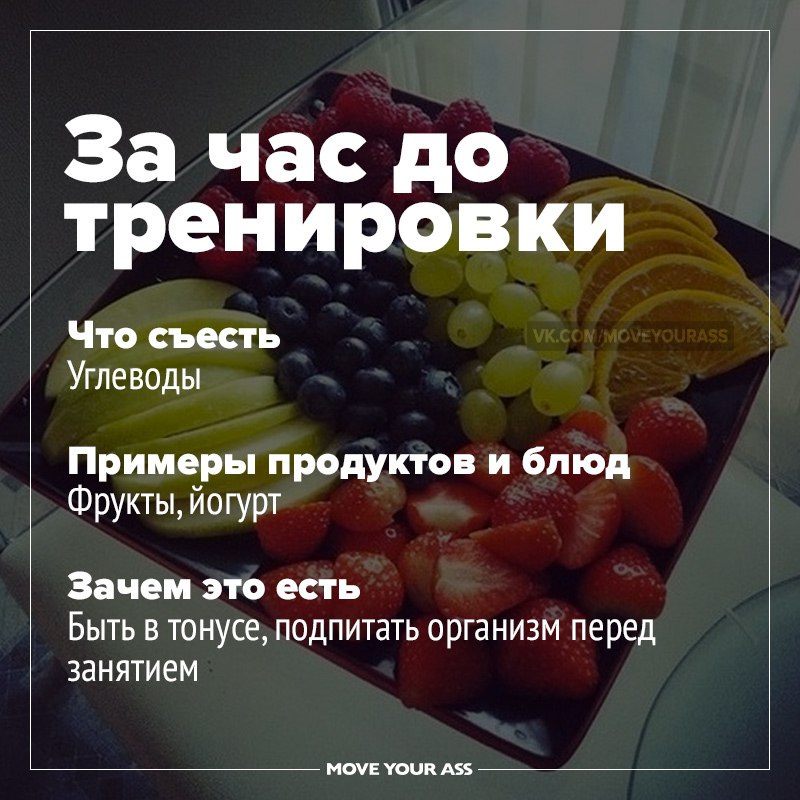 За час до
тренировки
Что съесть
Углеводы
VK.COM/MOVEYOURASS
Примеры продуктов и блюд
Фрукты, йогурт
Зачем это есть
Быть в тонусе, подпитать организм перед
занятием
MOVE YOUR ASS